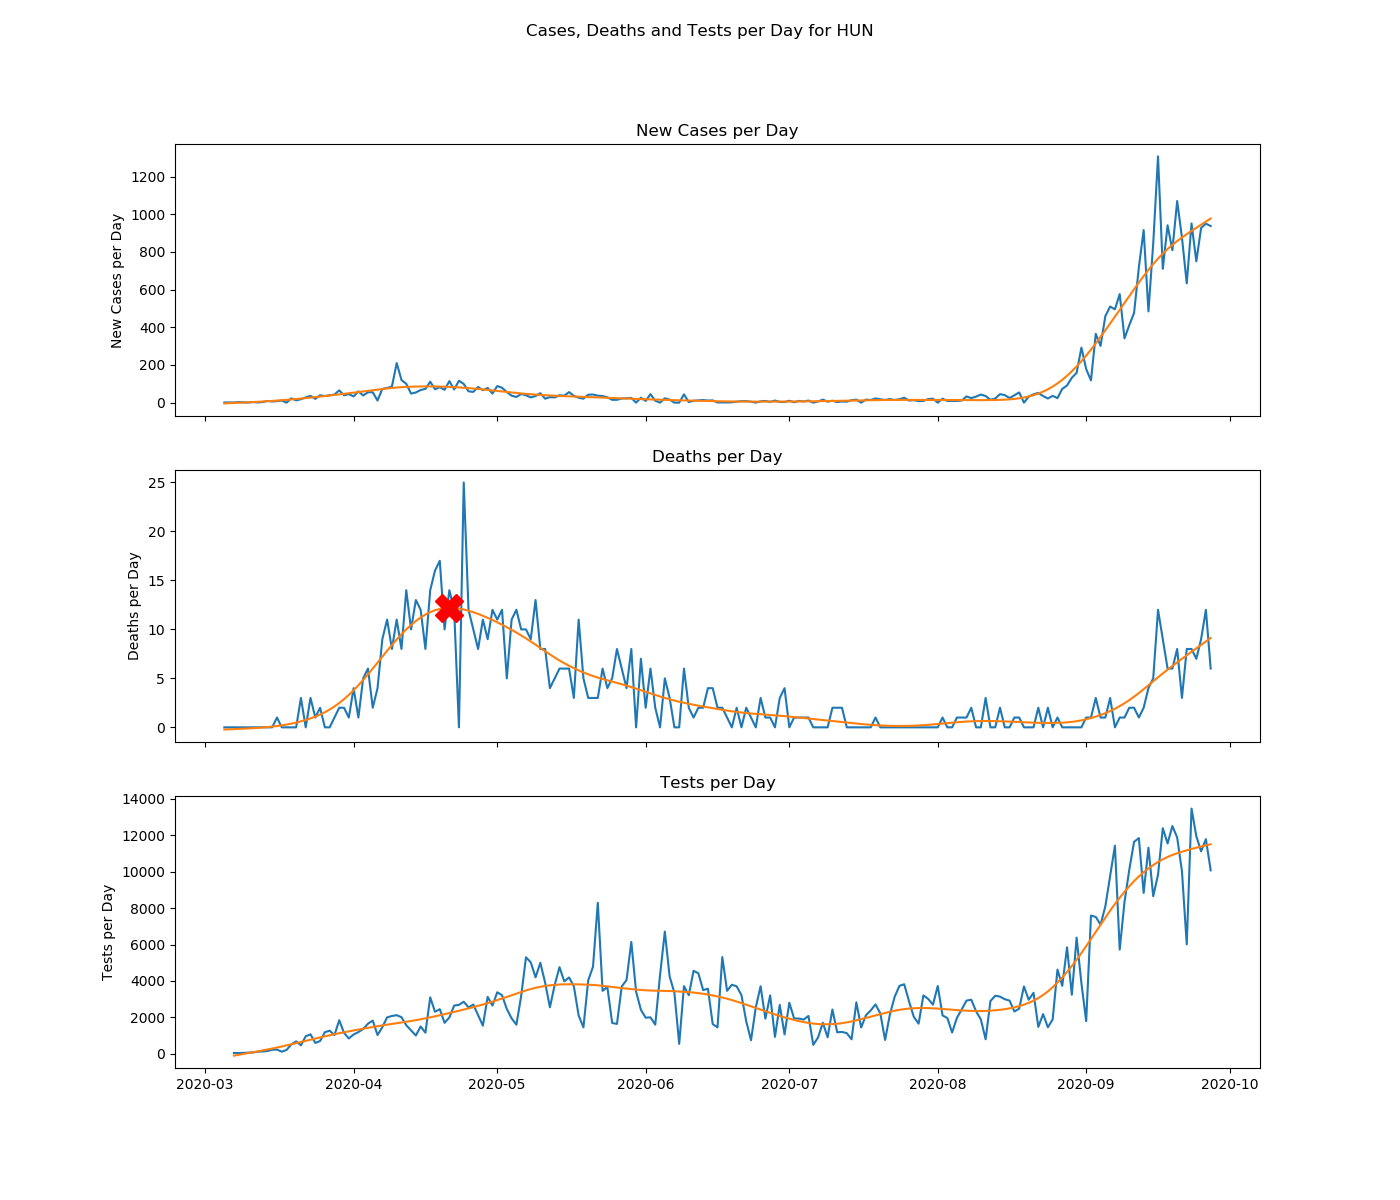 Cases, Deaths and Tests per Day for HUN
New Cases per Day
New Cases per Day
1200
1000
800
600
400
200
0
Deaths per Day
Deaths per Day
25
20
15
10
5
0
Tests per Day
Tests per Day
14000
12000
10000
8000
6000
4000
2000
0
2020-03 2020-04 2020-05 2020-06 2020-07 2020-08 2020-09 2020-10